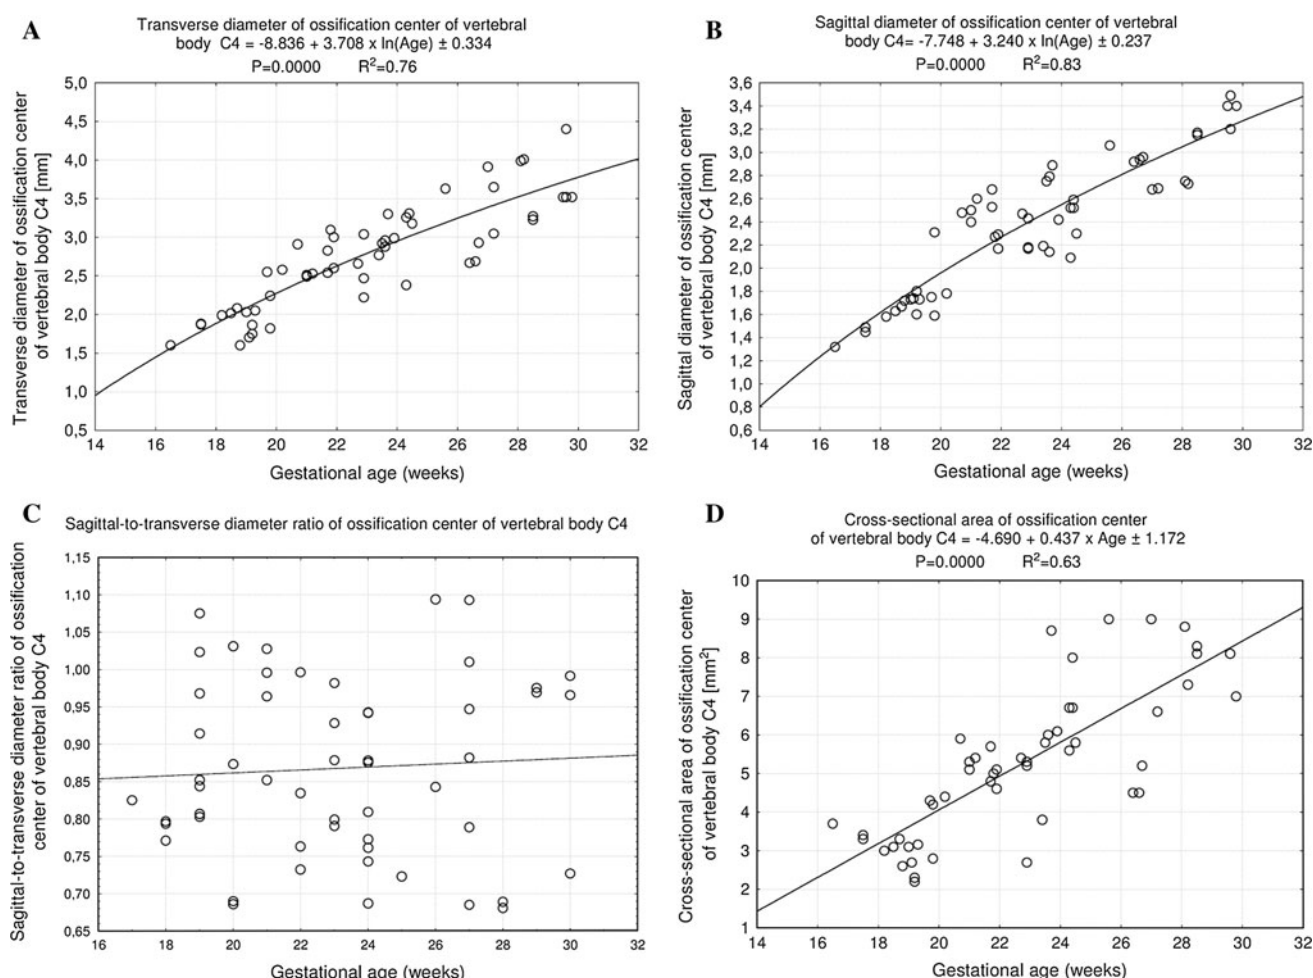 A
Transverse diameter of ossification center of vertebral
body C4 = -8.836 + 3.708 x ln(Age) ± 0.334
P=0.0000 R²=0.76
Transverse diameter of ossification center
of vertebral body C4 [mm]
5,0
4,5
4,0
3,5
3,0
2,5
2,0
1,5
1,0
0,5
14 16 18 20 22 24 26 28 30 32
Gestational age (weeks)
B
Sagittal diameter of ossification center of vertebral
body C4= -7.748 + 3.240 x ln(Age) ± 0.237
P=0.0000 R²=0.83
Sagittal diameter of ossification center
of vertebral body C4 [mm]
3,6
3,4
3,2
3,0
2,8
2,6
2,4
2,2
2,0
1,8
1,6
1,4
1,2
1,0
0,8
0,6
14 16 18 20 22 24 26 28 30 32
Gestational age (weeks)
C
Sagittal-to-transverse diameter ratio of ossification center of vertebral body C4
Sagittal-to-transverse diameter ratio of ossification
center of vertebral body C4
1,15
1,10
1,05
1,00
0,95
0,90
0,85
0,80
0,75
0,70
0,65
16 18 20 22 24 26 28 30 32
Gestational age (weeks)
D
Cross-sectional area of ossification center
of vertebral body C4 = -4.690 + 0.437 x Age ± 1.172
P=0.0000 R²=0.63
Cross-sectional area of ossification center
of vertebral body C4 [mm²]
10
9
8
7
6
5
4
3
2
1
14 16 18 20 22 24 26 28 30 32
Gestational age (weeks)